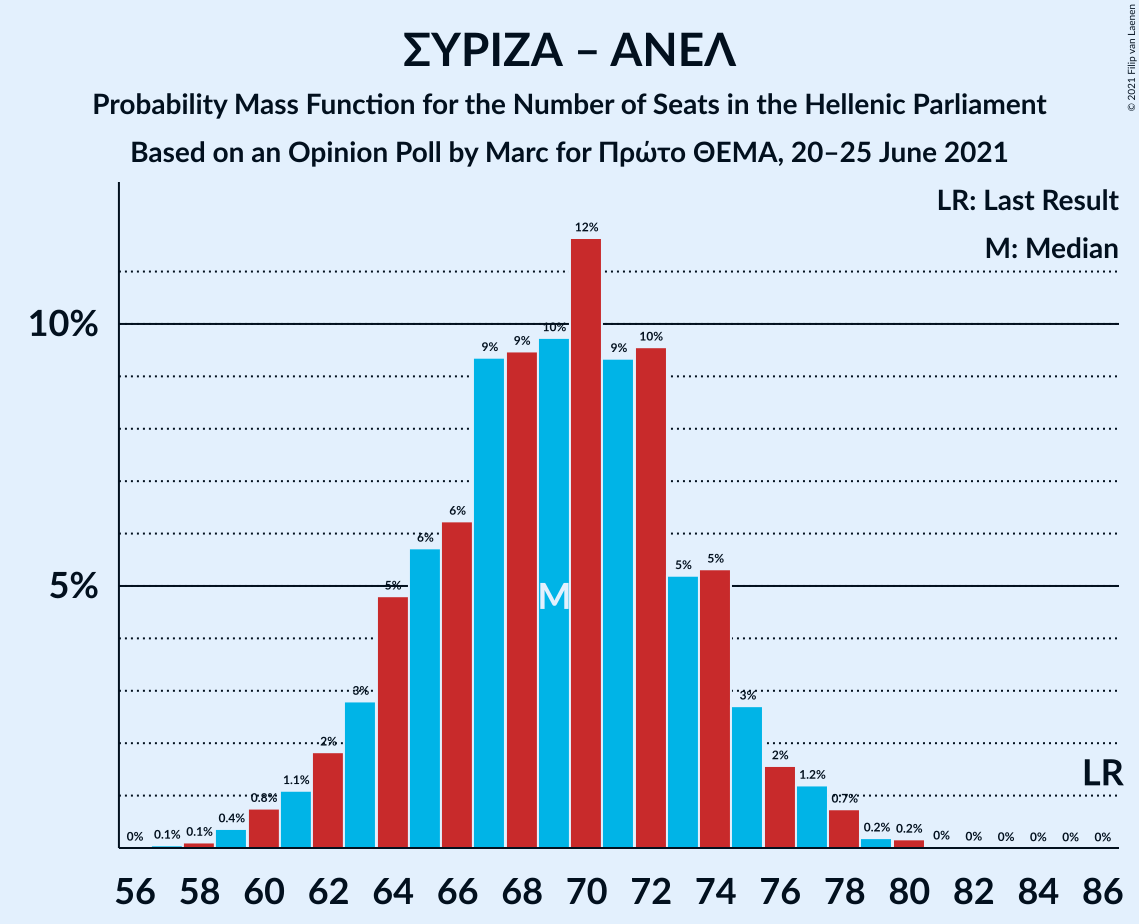 ΣΥΡΙΖΑ – ΑΝΕΛ
Probability Mass Function for the Number of Seats in the Hellenic Parliament
Based on an Opinion Poll by Marc for Πρώτο ΘΕΜΑ, 20–25 June 2021
© 2021 Filip van Laenen
LR: Last Result
M: Median
10%
5%
0% 0.1% 0.1% 0.4% 0.8% 1.1% 2% 3% 5% 6% 6% 9% 9% 10% 12% 9% 10% 5% 5% 3% 2% 1.2% 0.7% 0.2% 0.2% 0% 0% 0% 0% 0% 0%
M
LR
56 58 60 62 64 66 68 70 72 74 76 78 80 82 84 86